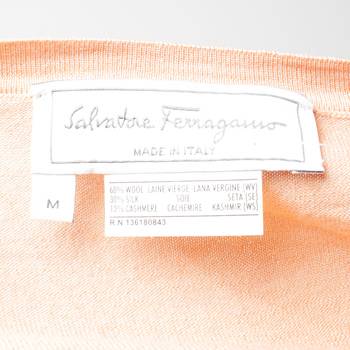 Salvatore Ferragamo
MADE IN ITALY
M
60% WOOL LAINE VIERGE LANA VERGINE (WV)
30% SILK SOIE SETA (SE)
10% CASHMERE CACHEMIRE KASHMIR (WS)
R.N 136180843